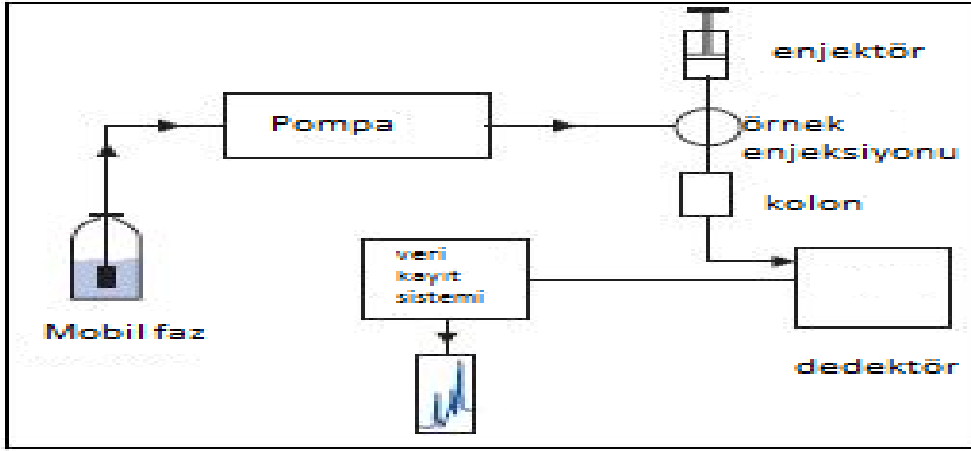 enjektör
Pompa
örnek
enjeksiyonu
kolon
veri
kayıt
sistemi
Mobil faz
dedektör